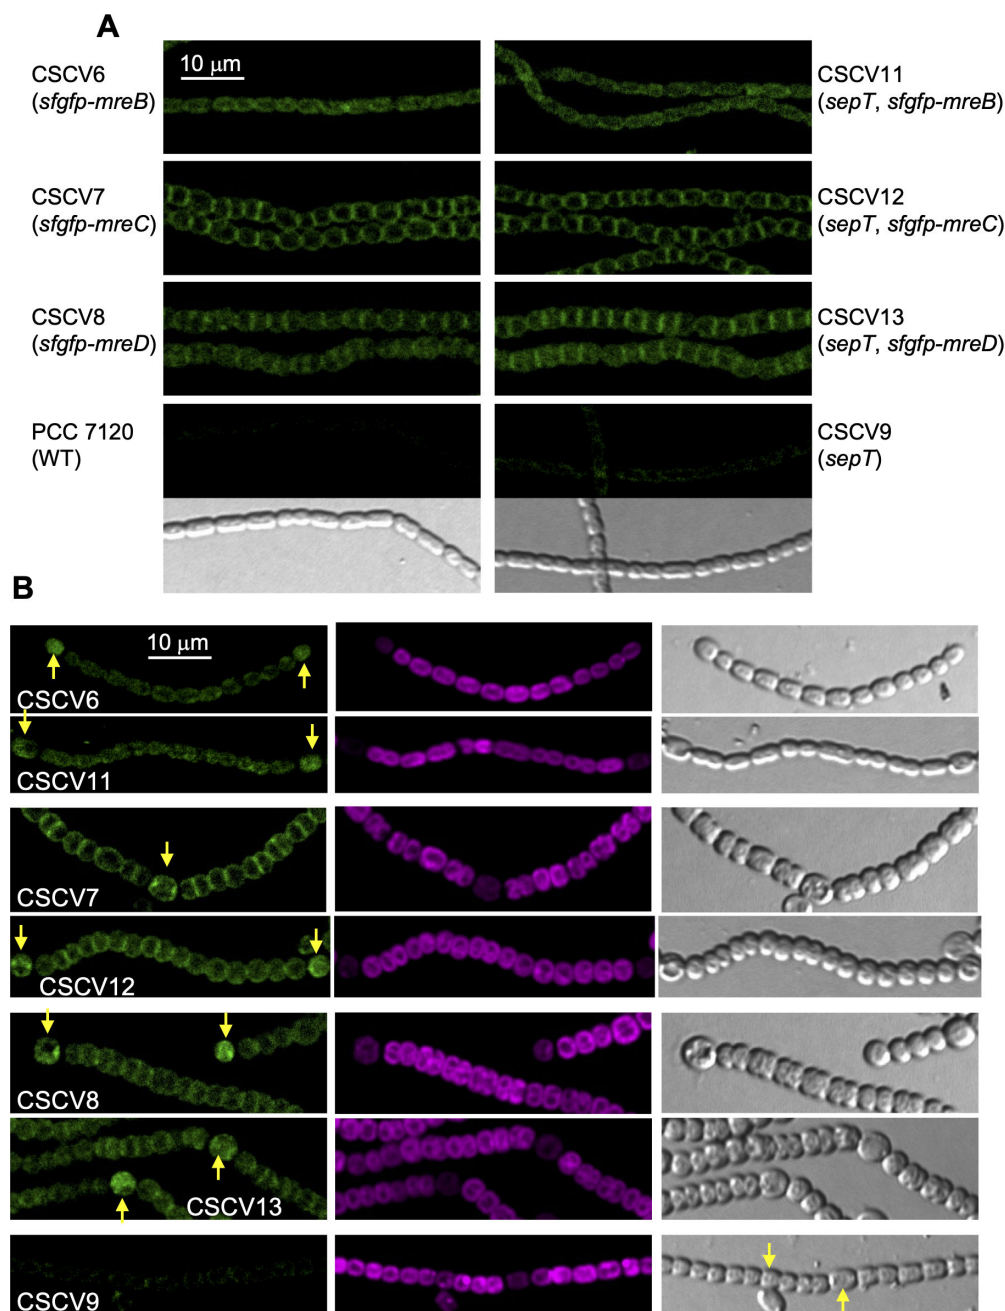 A
CSCV6
(sfgfp-mreB)
10 μm
CSCV11
(sepT, sfgfp-mreB)
CSCV7
(sfgfp-mreC)
CSCV12
(sepT, sfgfp-mreC)
CSCV8
(sfgfp-mreD)
CSCV13
(sepT, sfgfp-mreD)
PCC 7120
(WT)
CSCV9
(sepT)
B
10 μm
CSCV6
CSCV11
CSCV7
CSCV12
CSCV8
CSCV13
CSCV9